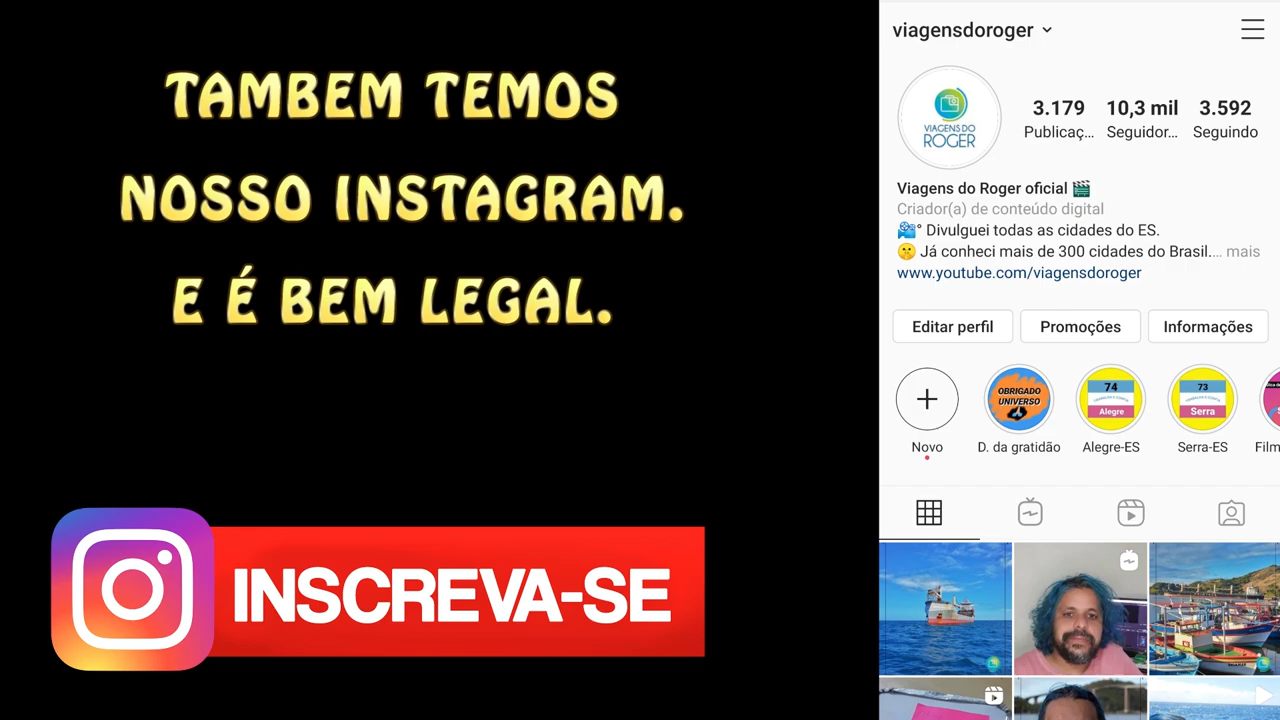 TAMBEM TEMOS
NOSSO INSTAGRAM.
E É BEM LEGAL.
INSCREVA-SE
viagensdoroger
VIAGENS DO
ROGER
3.179 10,3 mil 3.592
Publicaç... Seguidor... Seguindo
Viagens do Roger oficial
Criador(a) de conteúdo digital
° Divulguei todas as cidades do ES.
Já conheci mais de 300 cidades do Brasil.... mais
www.youtube.com/viagensdoroger
Editar perfil Promoções Informações
OBRIGADO
UNIVERSO
74
Alegre
73
Serra
Novo D. da gratidão Alegre-ES Serra-ES Film